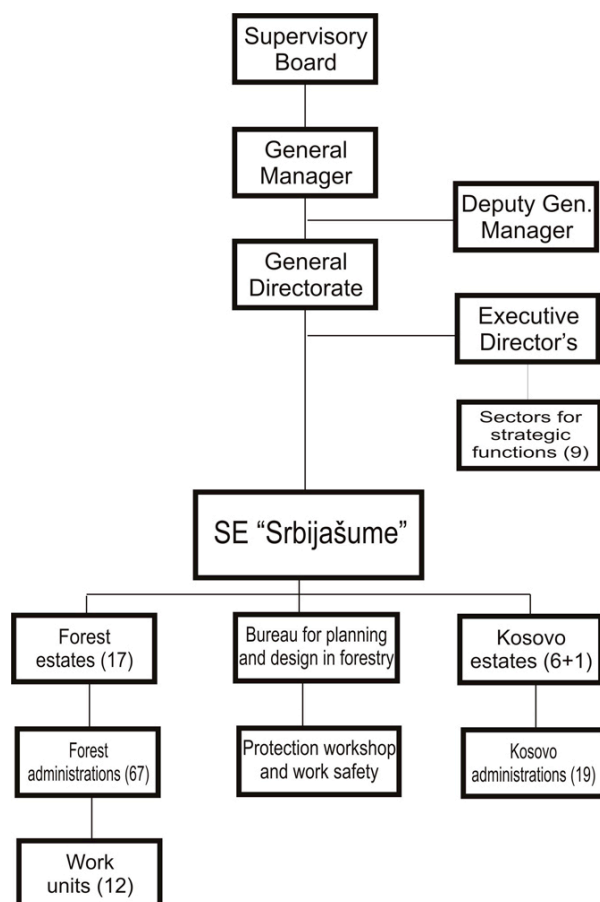 Supervisory
Board
General
Manager
Deputy Gen.
Manager
General
Directorate
Executive
Director's
Sectors for
strategic
functions (9)
SE “Srbijašume”
Forest
estates (17)
Bureau for planning
and design in forestry
Kosovo
estates (6+1)
Forest
administrations (67)
Protection workshop
and work safety
Kosovo
administrations (19)
Work
units (12)